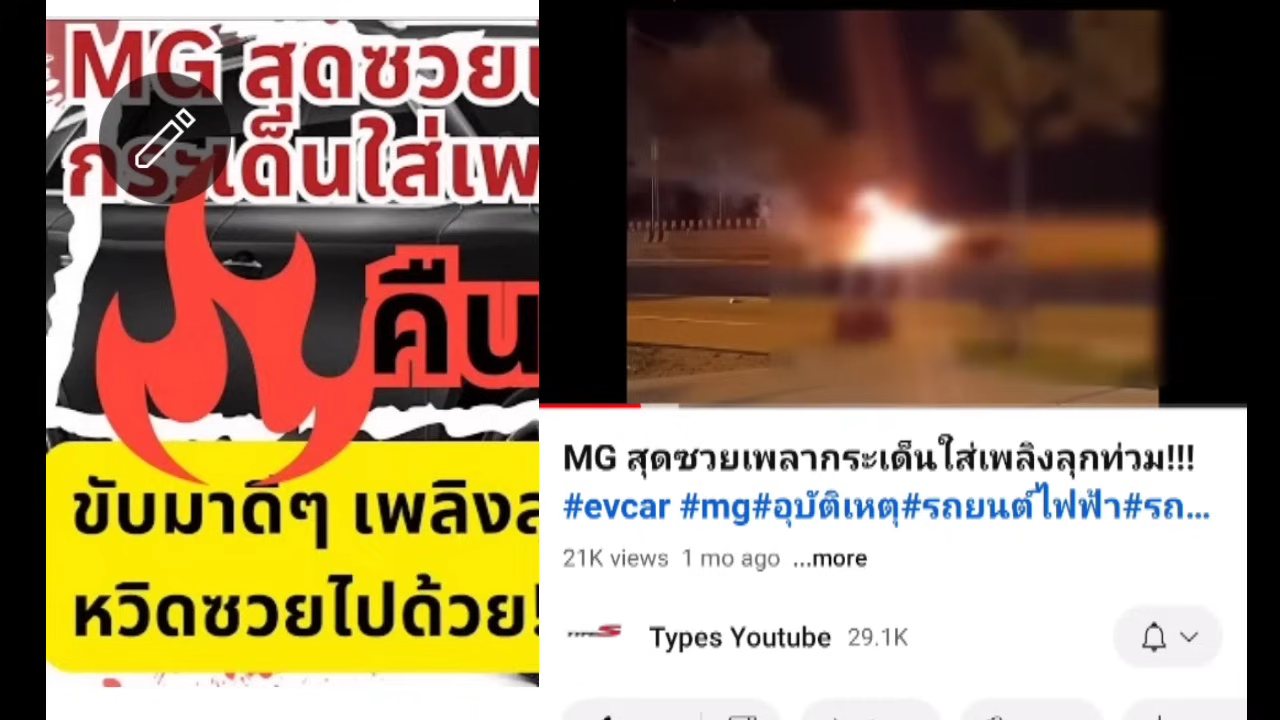 MG สุดซวย
กระเด็นใส่เพ
คืน
ขับมาดีๆ เพลิง
หวิดซวยไปด้วย!
MG สุดซวยเพลากระเด็นใส่เพลิงลุกท่วม!!!
#evcar #mg#อุบัติเหตุ#รถยนต์ไฟฟ้า#รถ...
21K views 1 mo ago ...more
TYPE S Types Youtube 29.1K